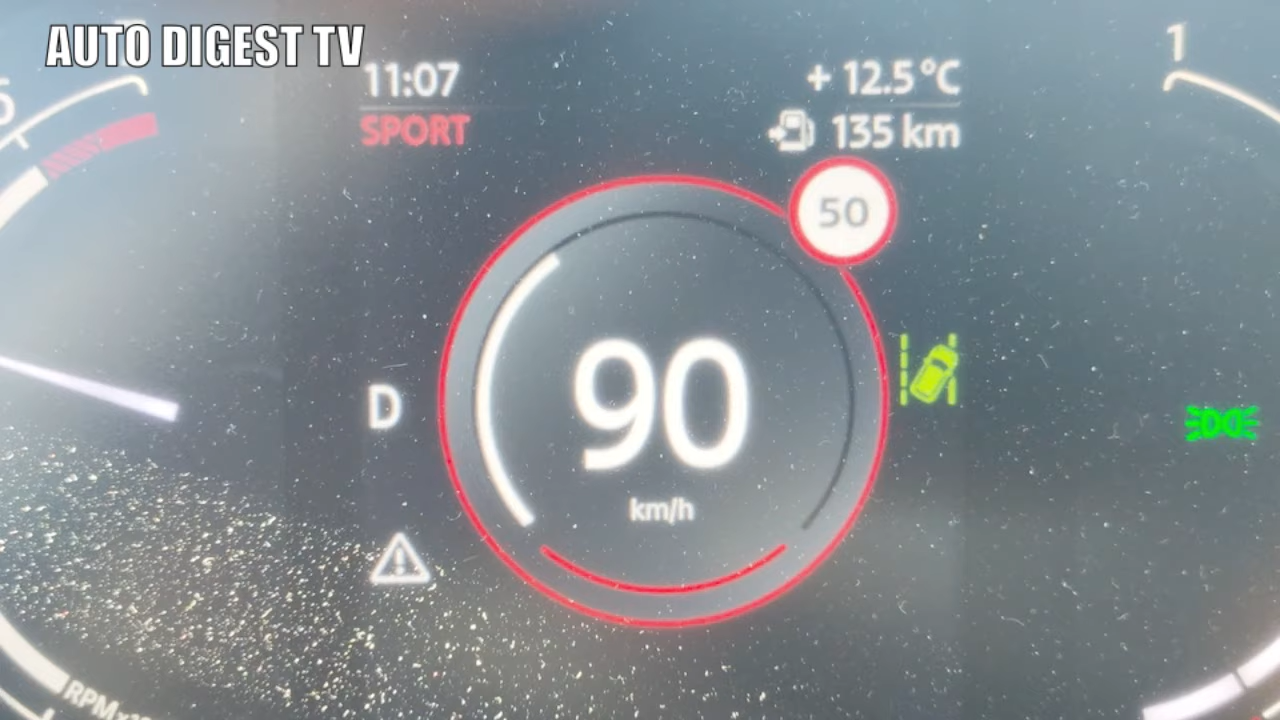 AUTO DIGEST TV
11:07
+ 12.5 °C
SPORT
135 km
1
50
D
90
km/h